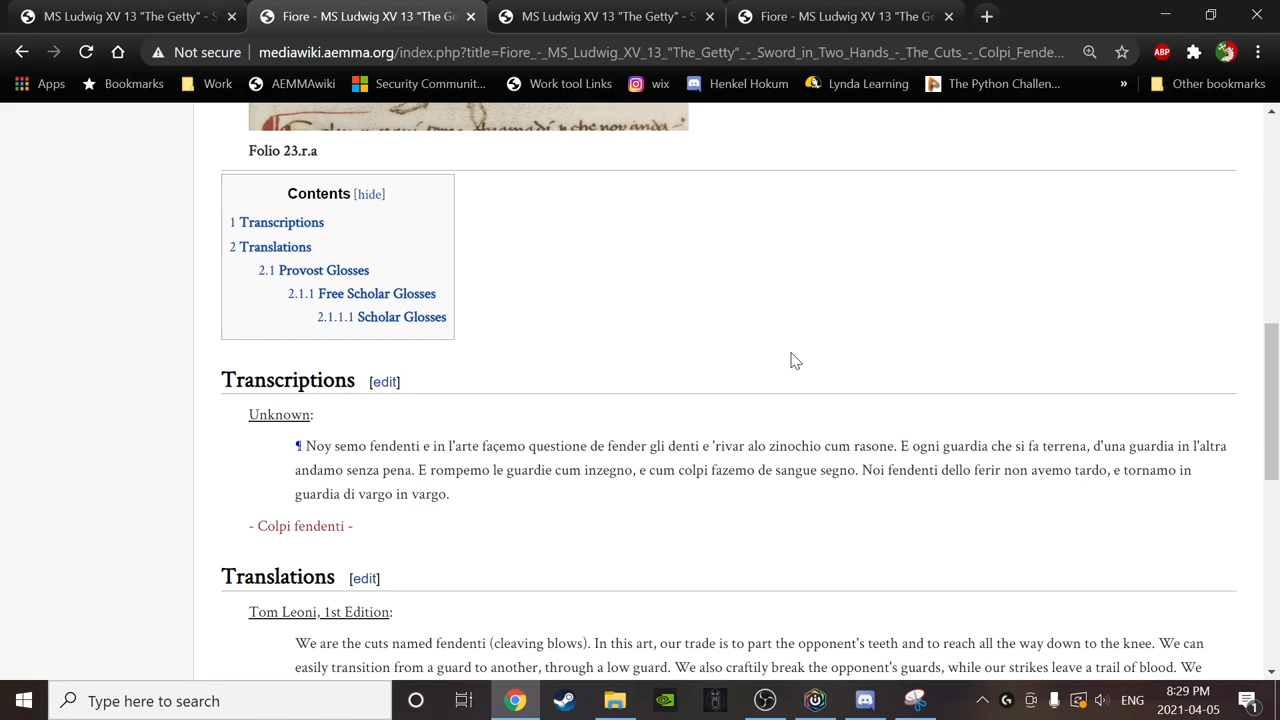 MS Ludwig XV 13 "The Getty" - S
Fiore - MS Ludwig XV 13 "The Ge
MS Ludwig XV 13 "The Getty" - S
Fiore - MS Ludwig XV 13 "The Ge
Not secure
mediawiki.aemma.org/index.php?title=Fiore_-_MS_Ludwig_XV_13_"The_Getty"_-_Sword_in_Two_Hands_-_The_Cuts_-_Colpi_Fende...
ABP
Apps
Bookmarks
Work
AEMMAwiki
Security Communit...
Work tool Links
wix
Henkel Hokum
Lynda Learning
The Python Challen...
»
Other bookmarks
Folio 23.r.a
Contents [hide]
1 Transcriptions
2 Translations
2.1 Provost Glosses
2.1.1 Free Scholar Glosses
2.1.1.1 Scholar Glosses
Transcriptions [edit]
Unknown:
¶ Noy semo fendenti e in l'arte façemo questione de fender gli denti e 'rivar alo zinochio cum rasone. E ogni guardia che si fa terrena, d'una guardia in l'altra
andamo senza pena. E rompemo le guardie cum inzegno, e cum colpi fazemo de sangue segno. Noi fendenti dello ferir non avemo tardo, e tornamo in
guardia di vargo in vargo.
- Colpi fendenti -
Translations [edit]
Tom Leoni, 1st Edition:
We are the cuts named fendenti (cleaving blows). In this art, our trade is to part the opponent's teeth and to reach all the way down to the knee. We can
easily transition from a guard to another, through a low guard. We also craftily break the opponent's guards, while our strikes leave a trail of blood. We
Type here to search
ENG
8:29 PM
2021-04-05
1